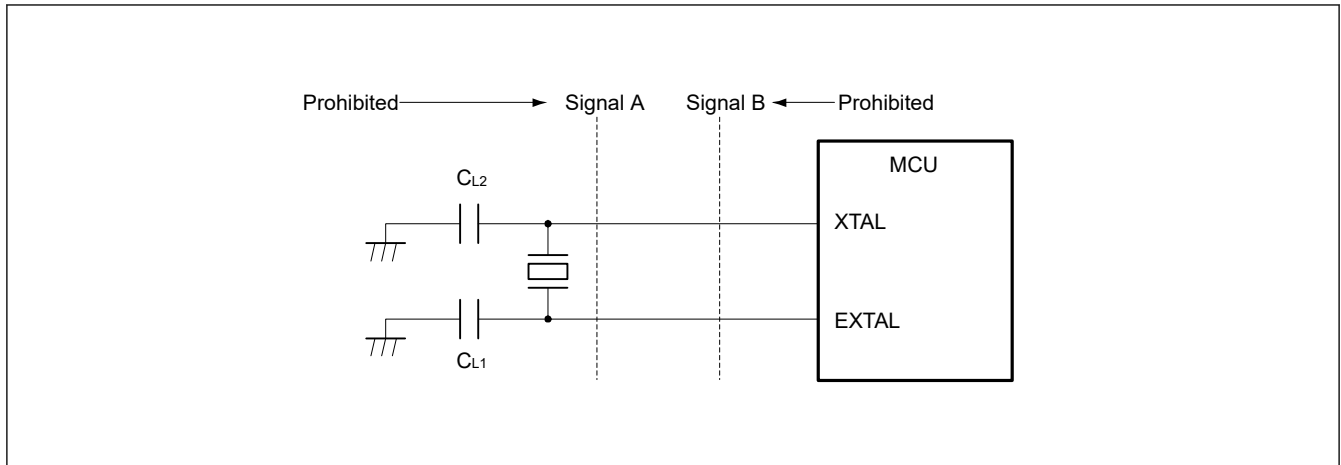 Prohibited Signal A Signal B Prohibited
MCU
CL2
XTAL
EXTAL
CL1